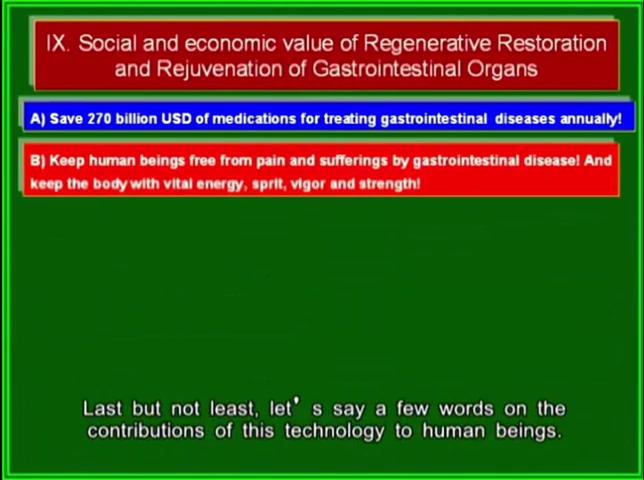 IX. Social and economic value of Regenerative Restoration
and Rejuvenation of Gastrointestinal Organs
A) Save 270 billion USD of medications for treating gastrointestinal diseases annually!
B) Keep human beings free from pain and sufferings by gastrointestinal disease! And
keep the body with vital energy, sprit, vigor and strength!
Last but not least, let's say a few words on the
contributions of this technology to human beings.